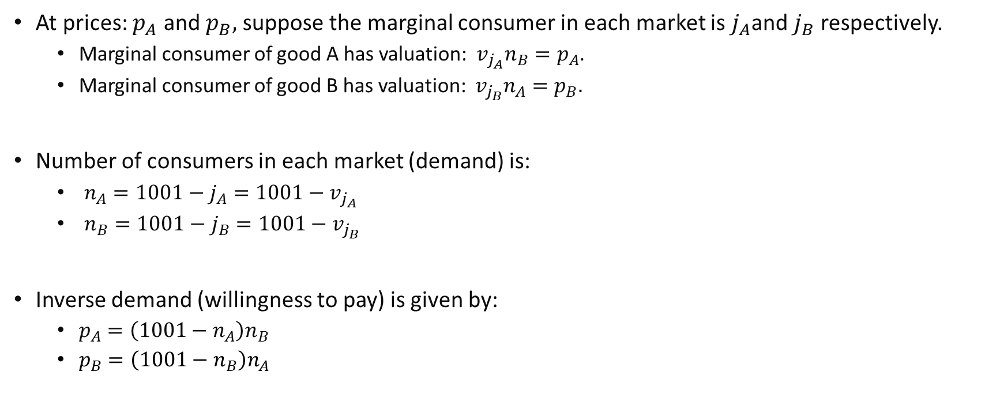 • At prices: p_A and p_B, suppose the marginal consumer in each market is j_A and j_B respectively.
• Marginal consumer of good A has valuation: v_{j_A} n_B = p_A.
• Marginal consumer of good B has valuation: v_{j_B} n_A = p_B.
• Number of consumers in each market (demand) is:
• n_A = 1001 − j_A = 1001 − v_{j_A}
• n_B = 1001 − j_B = 1001 − v_{j_B}
• Inverse demand (willingness to pay) is given by:
• p_A = (1001 − n_A)n_B
• p_B = (1001 − n_B)n_A